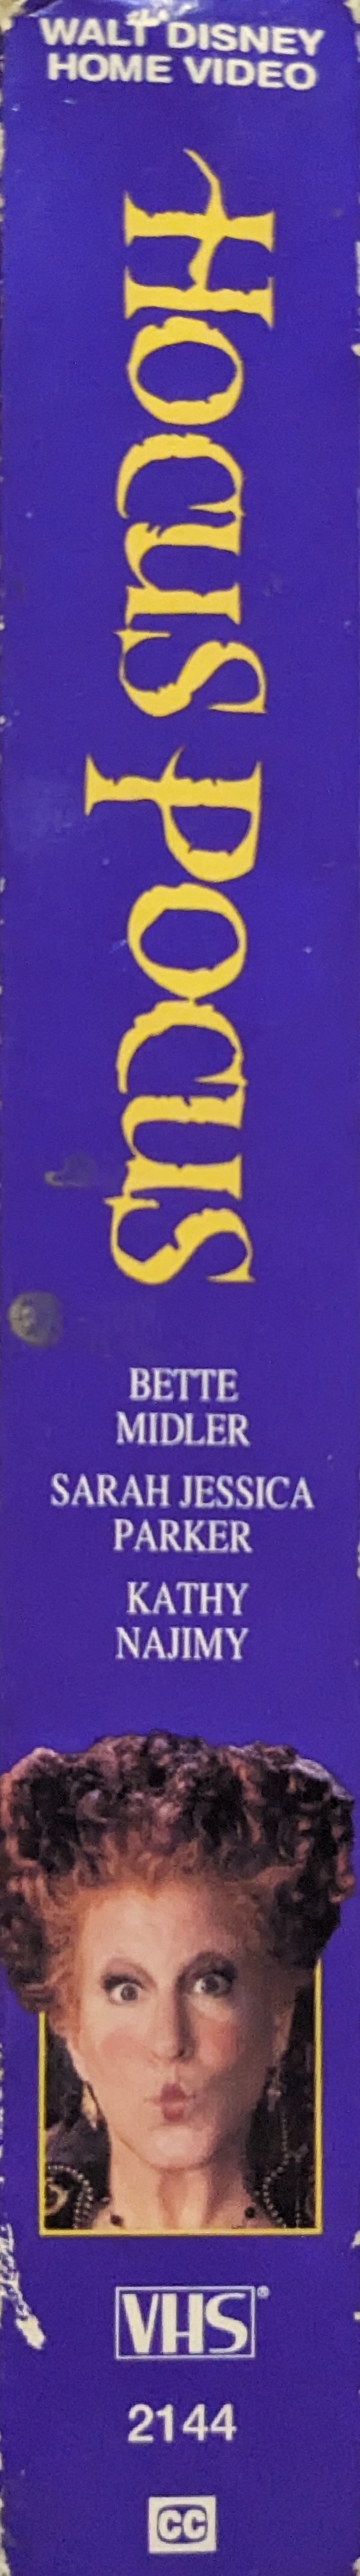 WALT DISNEY
HOME VIDEO
HOCUS POCUS
BETTE
MIDLER
SARAH JESSICA
PARKER
KATHY
NAJIMY
VHS®
2144
CC